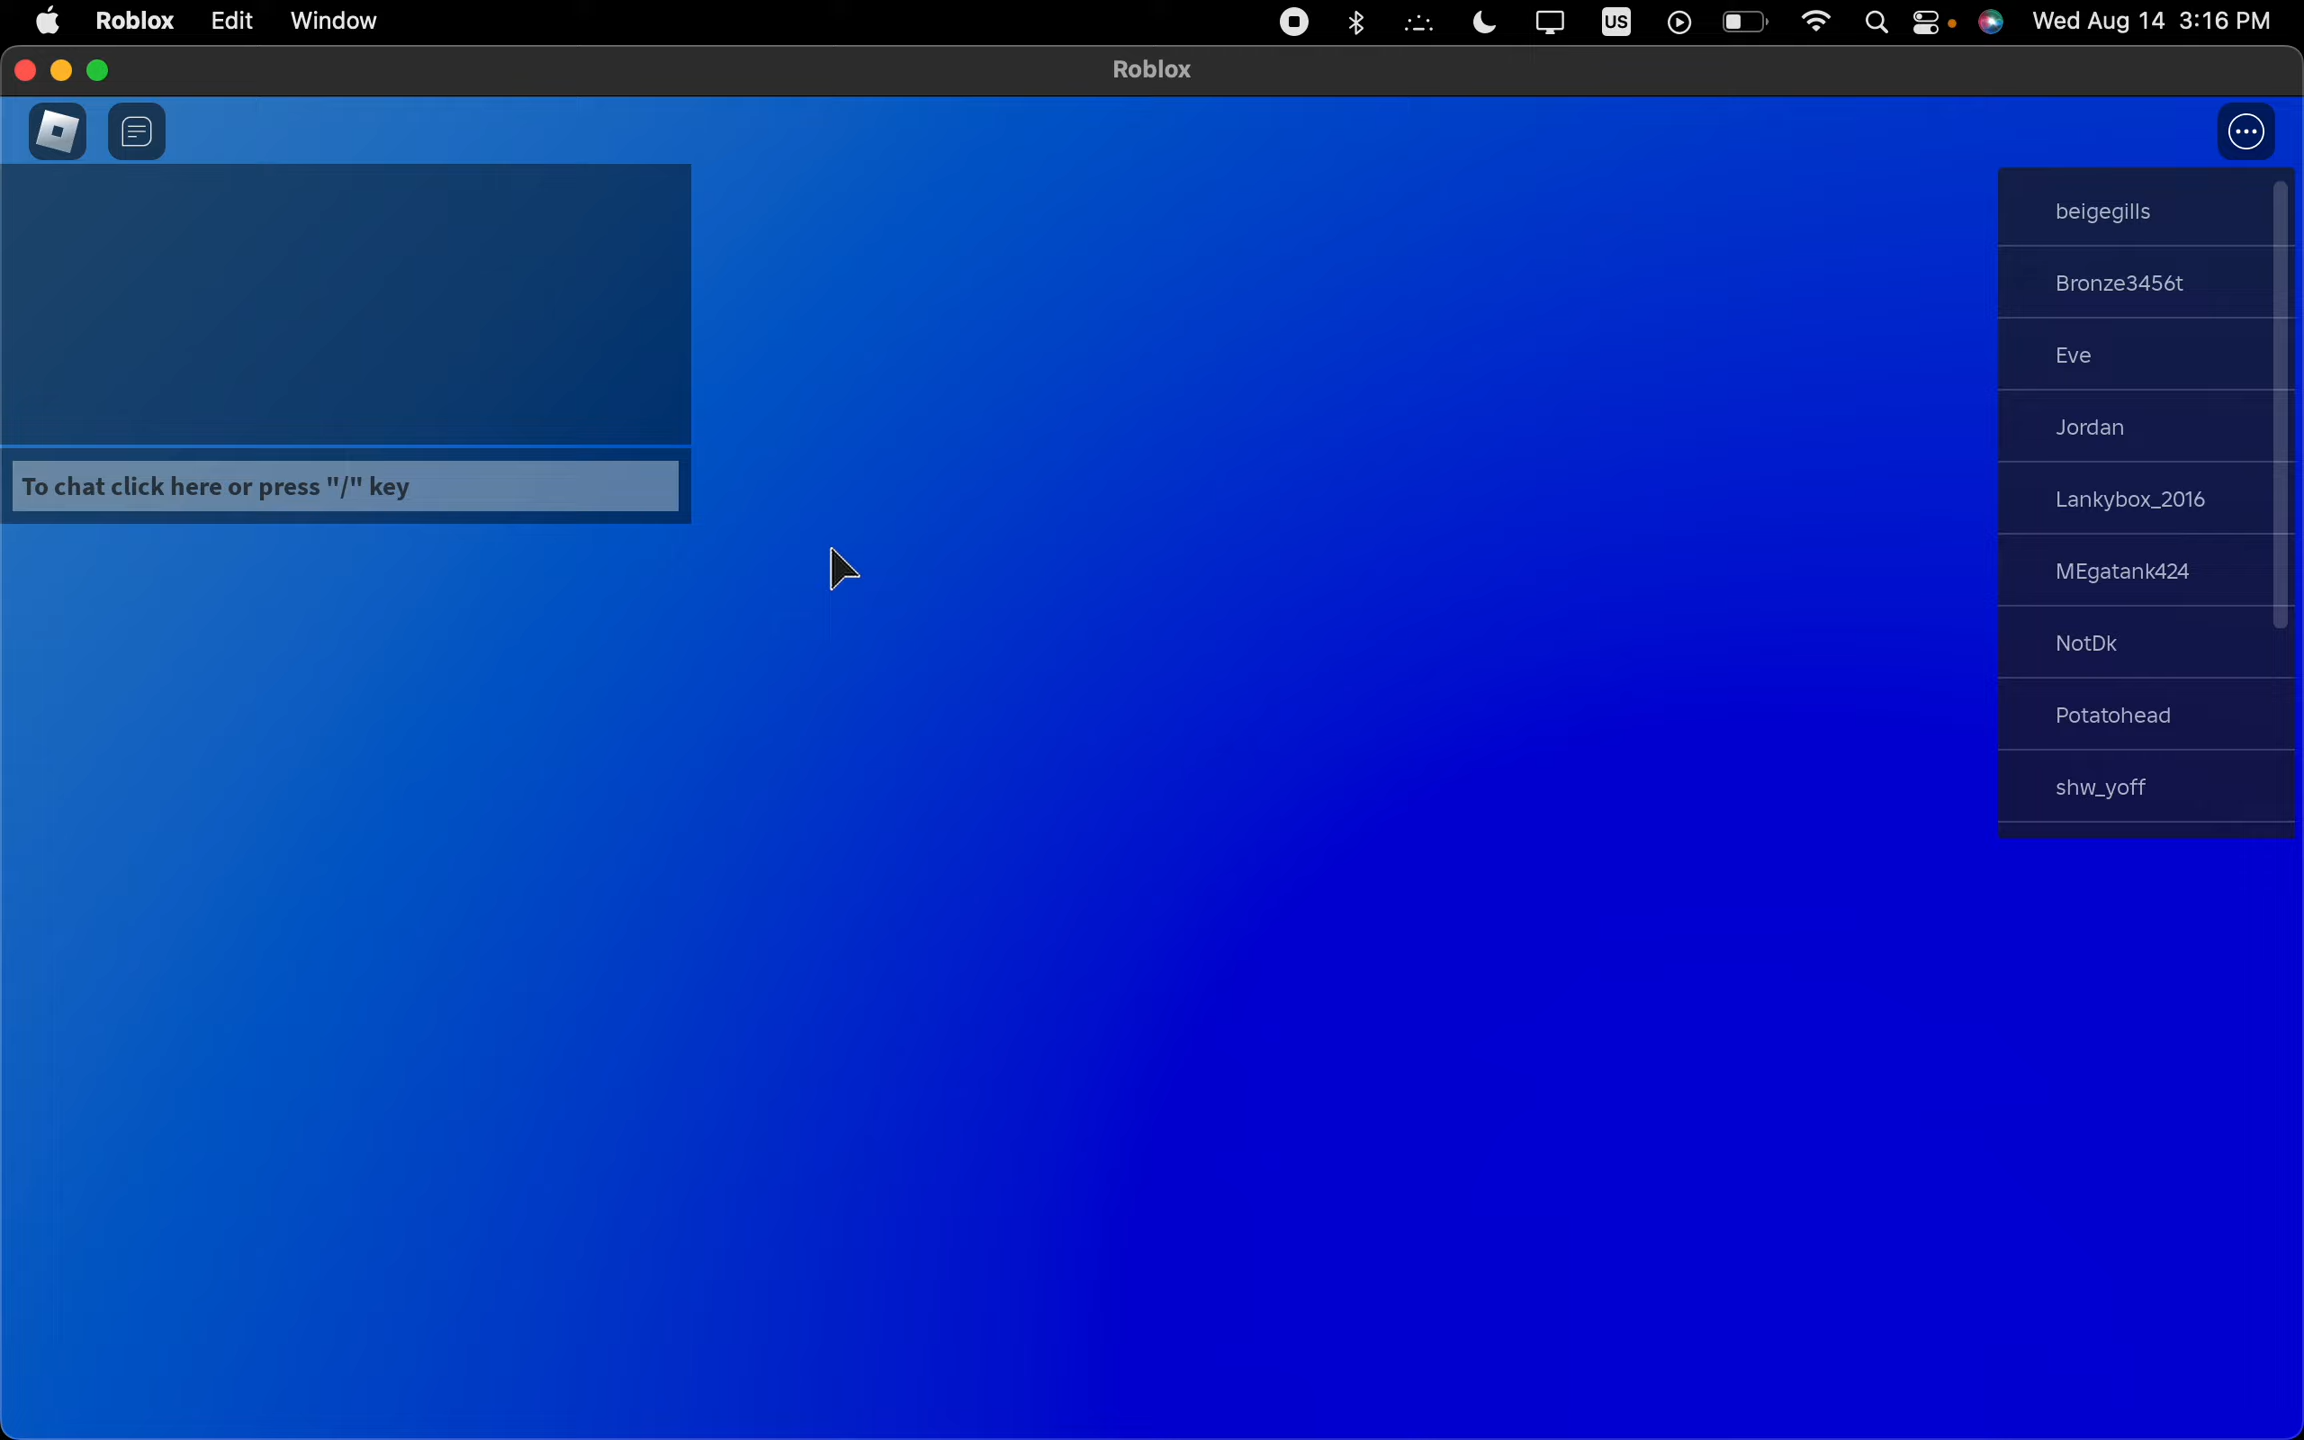 Roblox Edit Window US Wed Aug 14 3:16 PM
Roblox
To chat click here or press "/" key
beigegills
Bronze3456t
Eve
Jordan
Lankybox_2016
MEgatank424
NotDk
Potatohead
shw_yoff